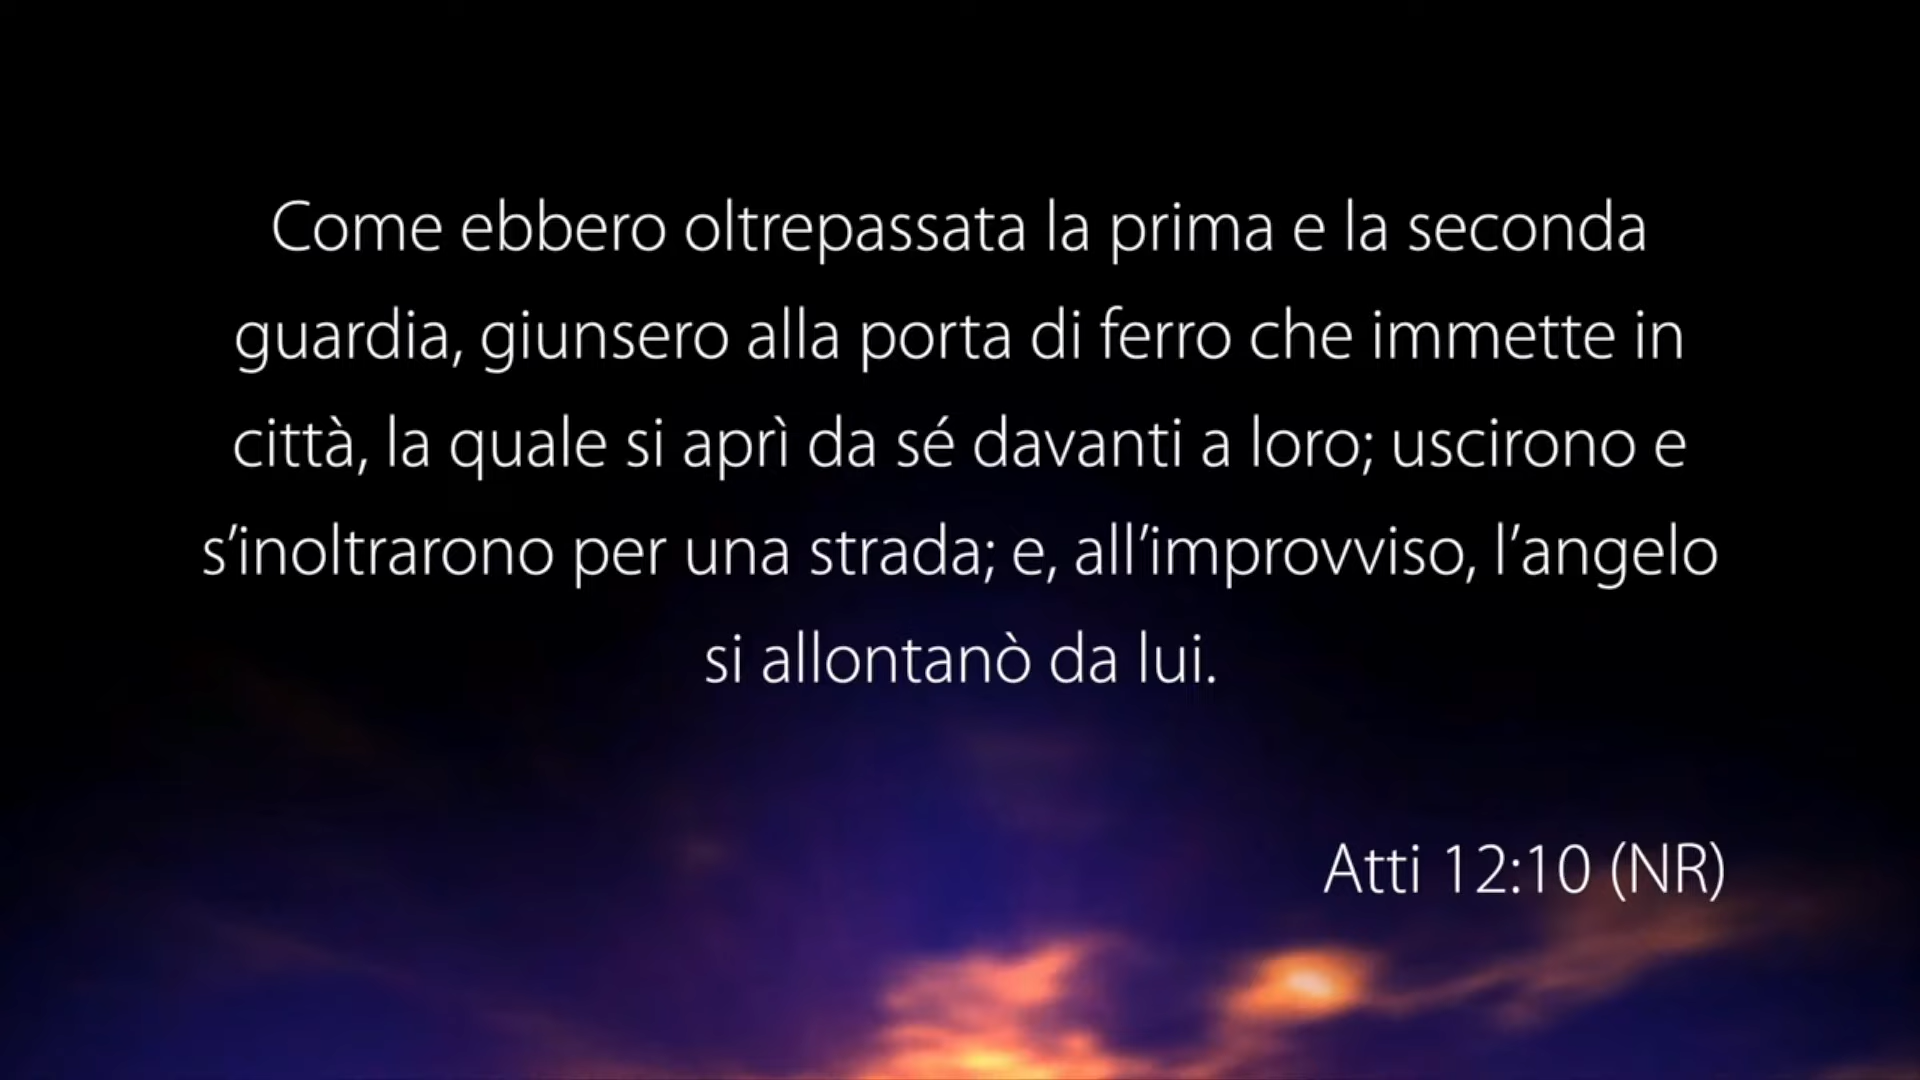 Come ebbero oltrepassata la prima e la seconda
guardia, giunsero alla porta di ferro che immette in
città, la quale si aprì da sé davanti a loro; uscirono e
s’inoltrarono per una strada; e, all’improvviso, l’angelo
si allontanò da lui.
Atti 12:10 (NR)